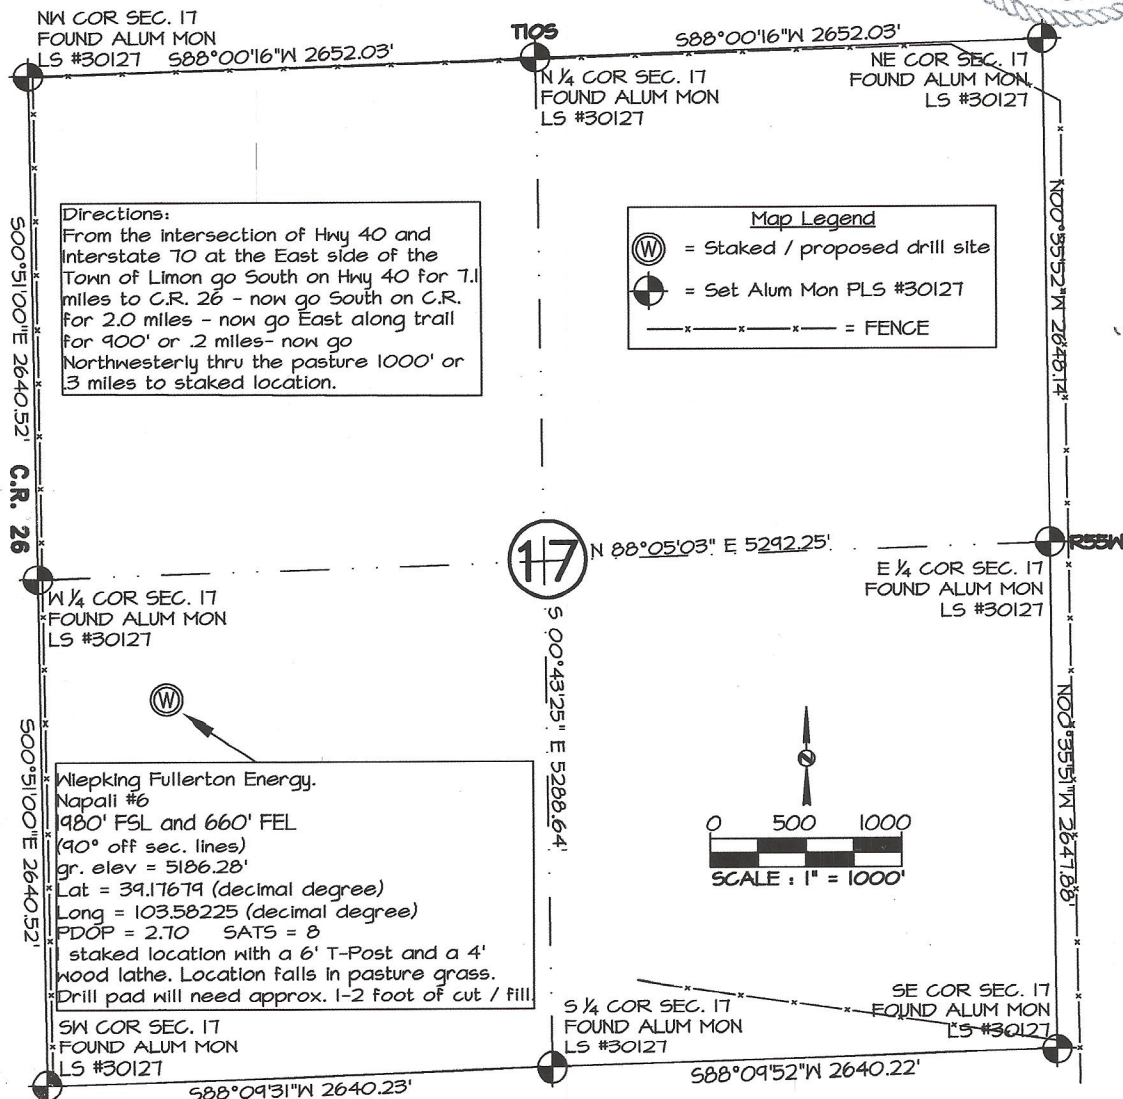 NW COR SEC. 17
FOUND ALUM MON
LS #30127
S88°00'16"W 2652.03'
T10S
S88°00'16"W 2652.03'
N ¼ COR SEC. 17
FOUND ALUM MON
LS #30127
NE COR SEC. 17
FOUND ALUM MON
LS #30127
Directions:
From the intersection of Hwy 40 and
Interstate 70 at the East side of the
Town of Limon go South on Hwy 40 for 7.1
miles to C.R. 26 - now go South on C.R.
for 2.0 miles - now go East along trail
for 900' or .2 miles- now go
Northwesterly thru the pasture 1000' or
.3 miles to staked location.
Map Legend
W = Staked / proposed drill site
= Set Alum Mon PLS #30127
= FENCE
S00°51'00"E 2640.52'
C.R. 26
N00°35'52"W 2648.14'
17
N 88°05'03" E 5292.25'
R55W
W ¼ COR SEC. 17
FOUND ALUM MON
LS #30127
E ¼ COR SEC. 17
FOUND ALUM MON
LS #30127
S 00°43'25" E 5288.64'
W
S00°51'00"E 2640.52'
N00°35'51"W 2647.88'
Wiepking Fullerton Energy.
Napali #6
1980' FSL and 660' FEL
(90° off sec. lines)
gr. elev = 5186.28'
Lat = 39.17679 (decimal degree)
Long = 103.58225 (decimal degree)
PDOP = 2.70 SATS = 8
I staked location with a 6' T-Post and a 4'
wood lathe. Location falls in pasture grass.
Drill pad will need approx. 1-2 foot of cut / fill.
N
0 500 1000
SCALE : 1" = 1000'
SW COR SEC. 17
FOUND ALUM MON
LS #30127
S ¼ COR SEC. 17
FOUND ALUM MON
LS #30127
SE COR SEC. 17
FOUND ALUM MON
LS #30127
S88°09'31"W 2640.23'
S88°09'52"W 2640.22'